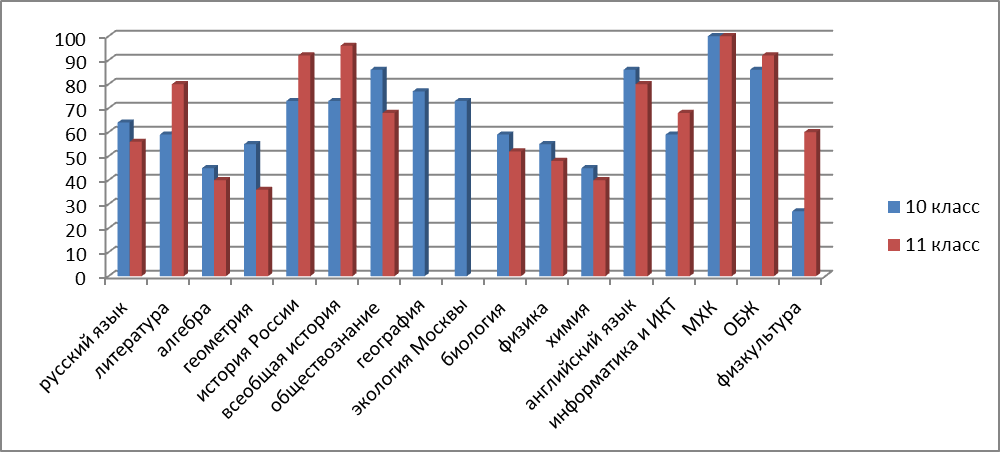 100
90
80
70
60
50
40
30
20
10
0
русский язык
литература
алгебра
геометрия
история России
всеобщая история
обществознание
география
экология Москвы
биология
физика
химия
английский язык
информатика и ИКТ
МХК
ОБЖ
физкультура
10 класс
11 класс